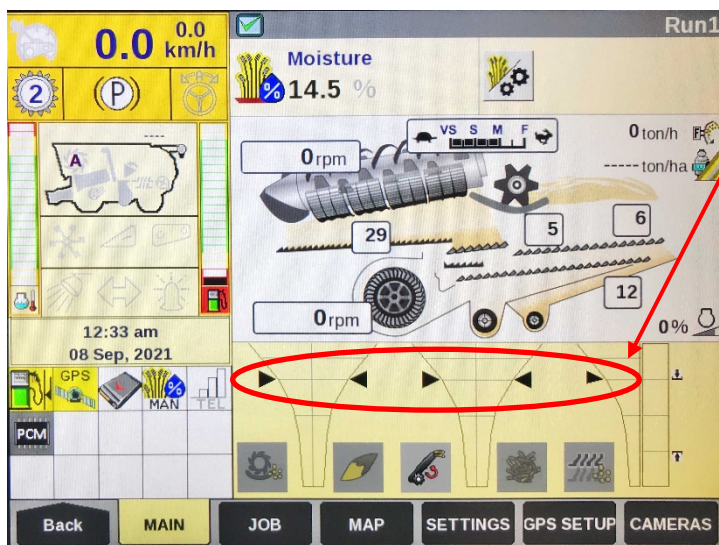 0.0 0.0 km/h
Run1
Moisture
14.5 %
2
(P)
VS S M F
0 ton/h
----- ton/ha
0 rpm
----
A
29
5
6
12
0 rpm
0%
12:33 am
08 Sep, 2021
GPS
%
MAN
TEL
PCM
Back
MAIN
JOB
MAP
SETTINGS
GPS SETUP
CAMERAS